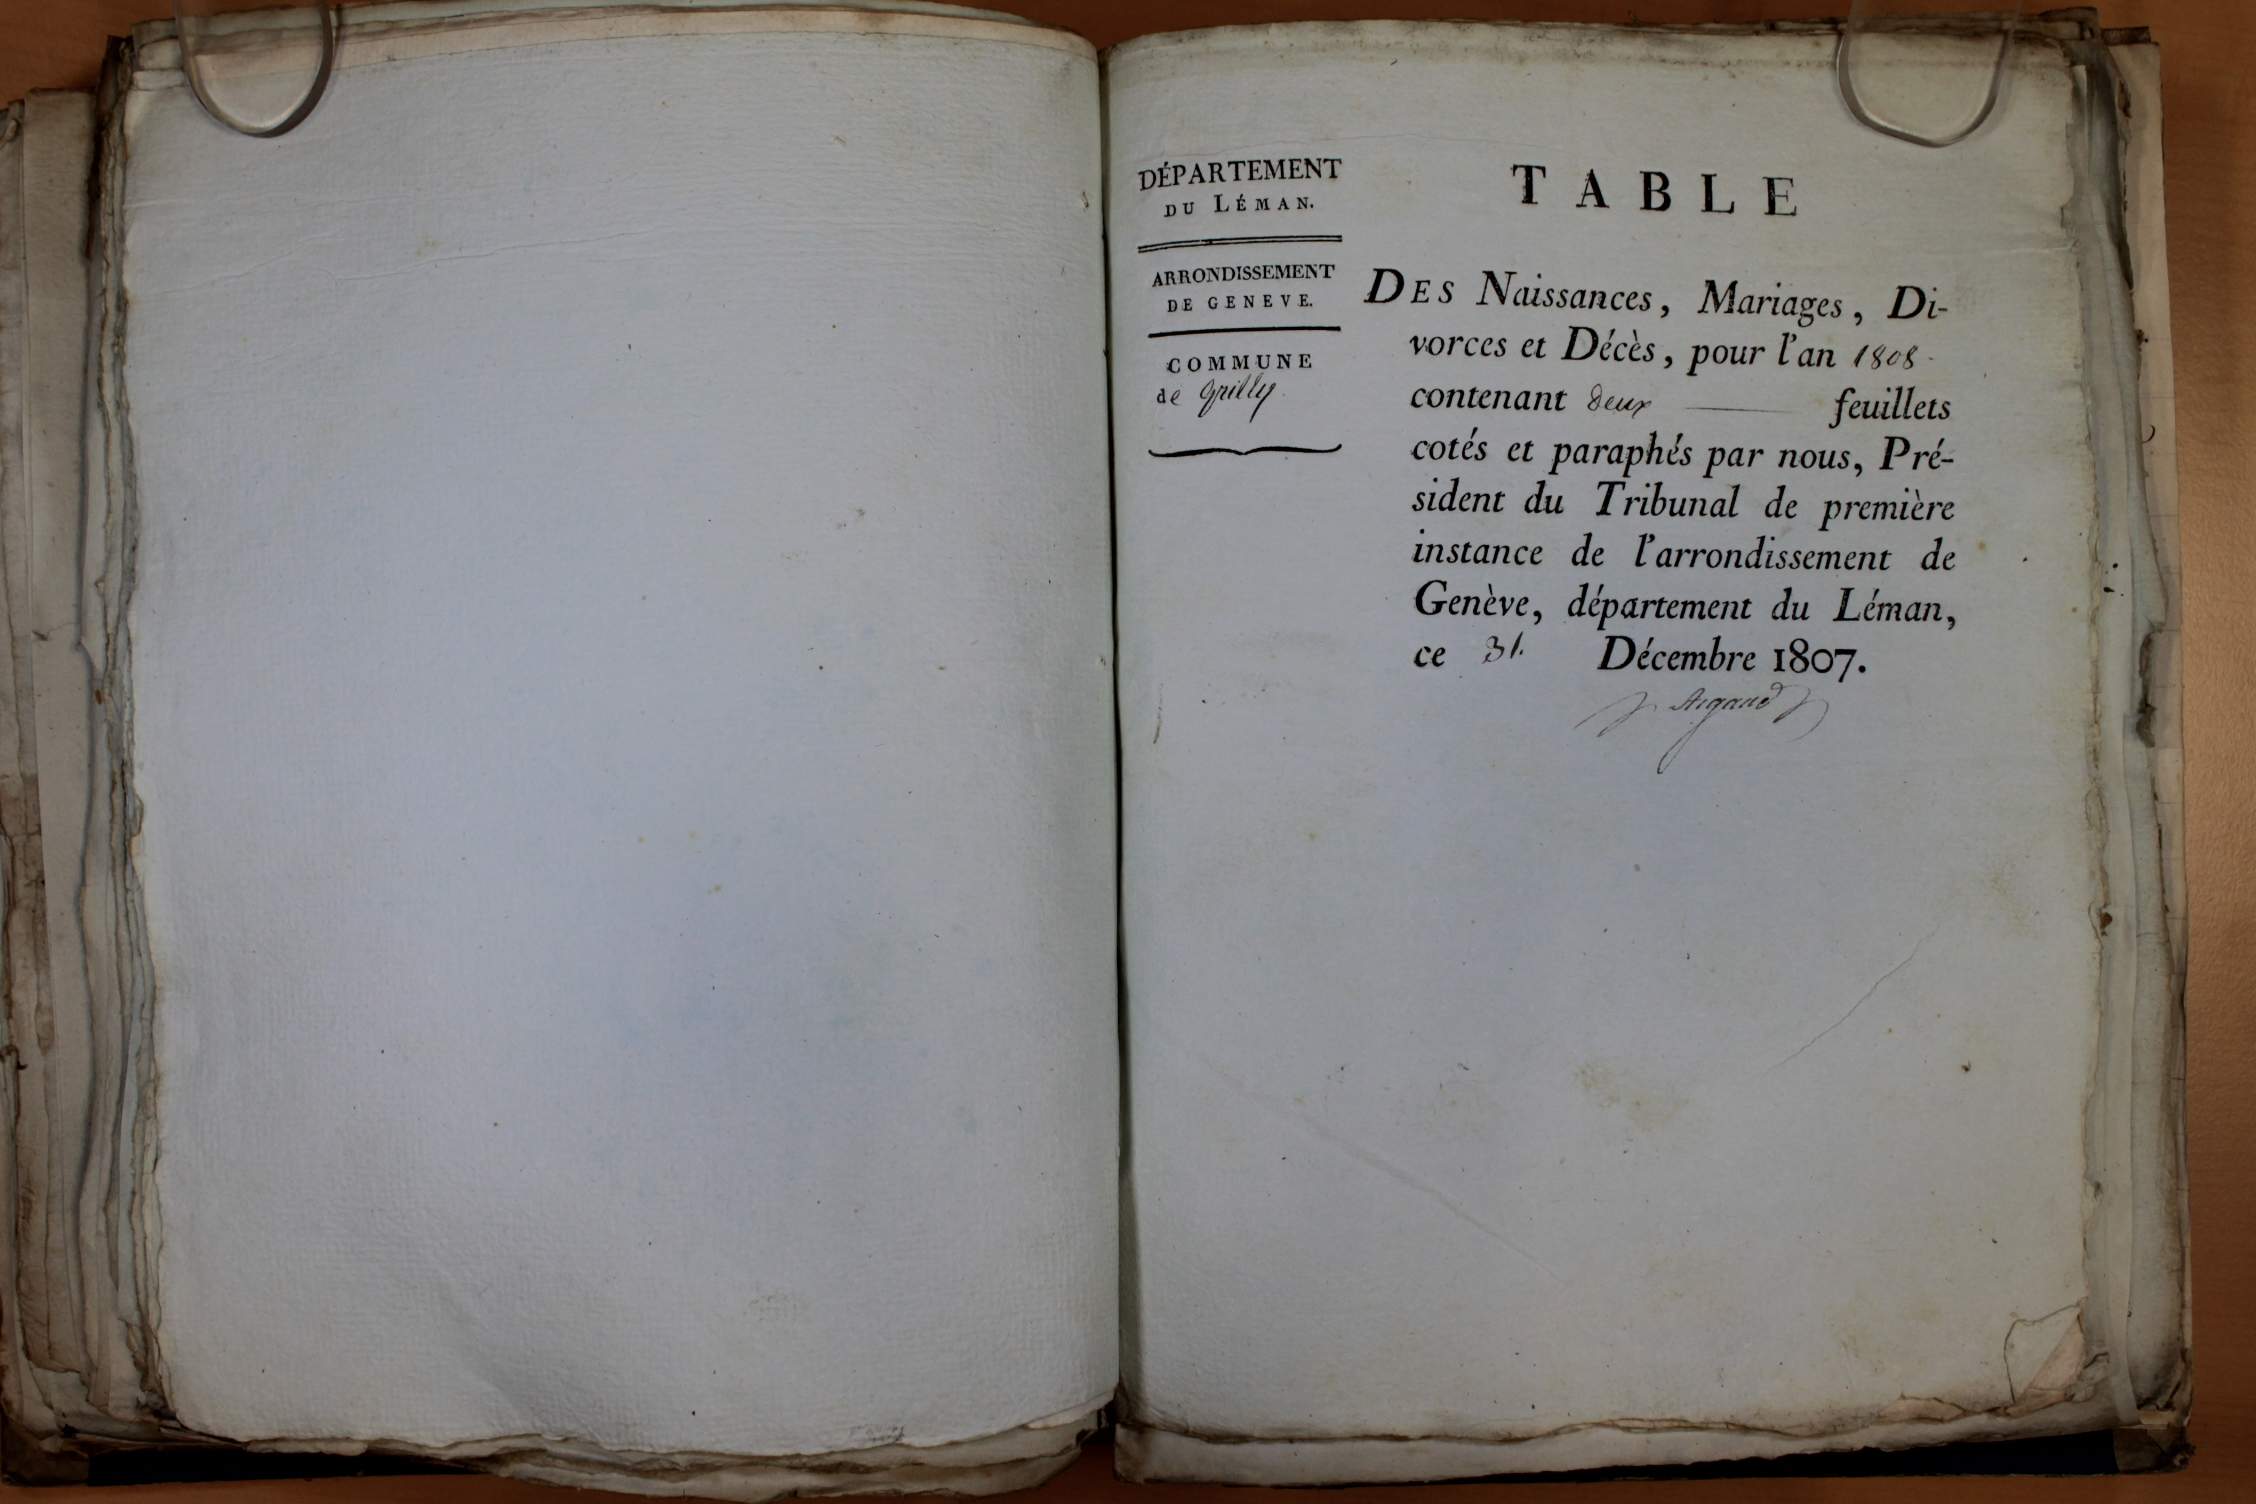 DÉPARTEMENT
DU LÉMAN.
ARRONDISSEMENT
DE GENEVE.
COMMUNE
de Grilly
TABLE
DES Naissances, Mariages, Di-
vorces et Décès, pour l'an 1808
contenant deux feuillets
cotés et paraphés par nous, Pré-
sident du Tribunal de première
instance de l'arrondissement de
Genève, département du Léman,
ce 31. Décembre 1807.
Argand